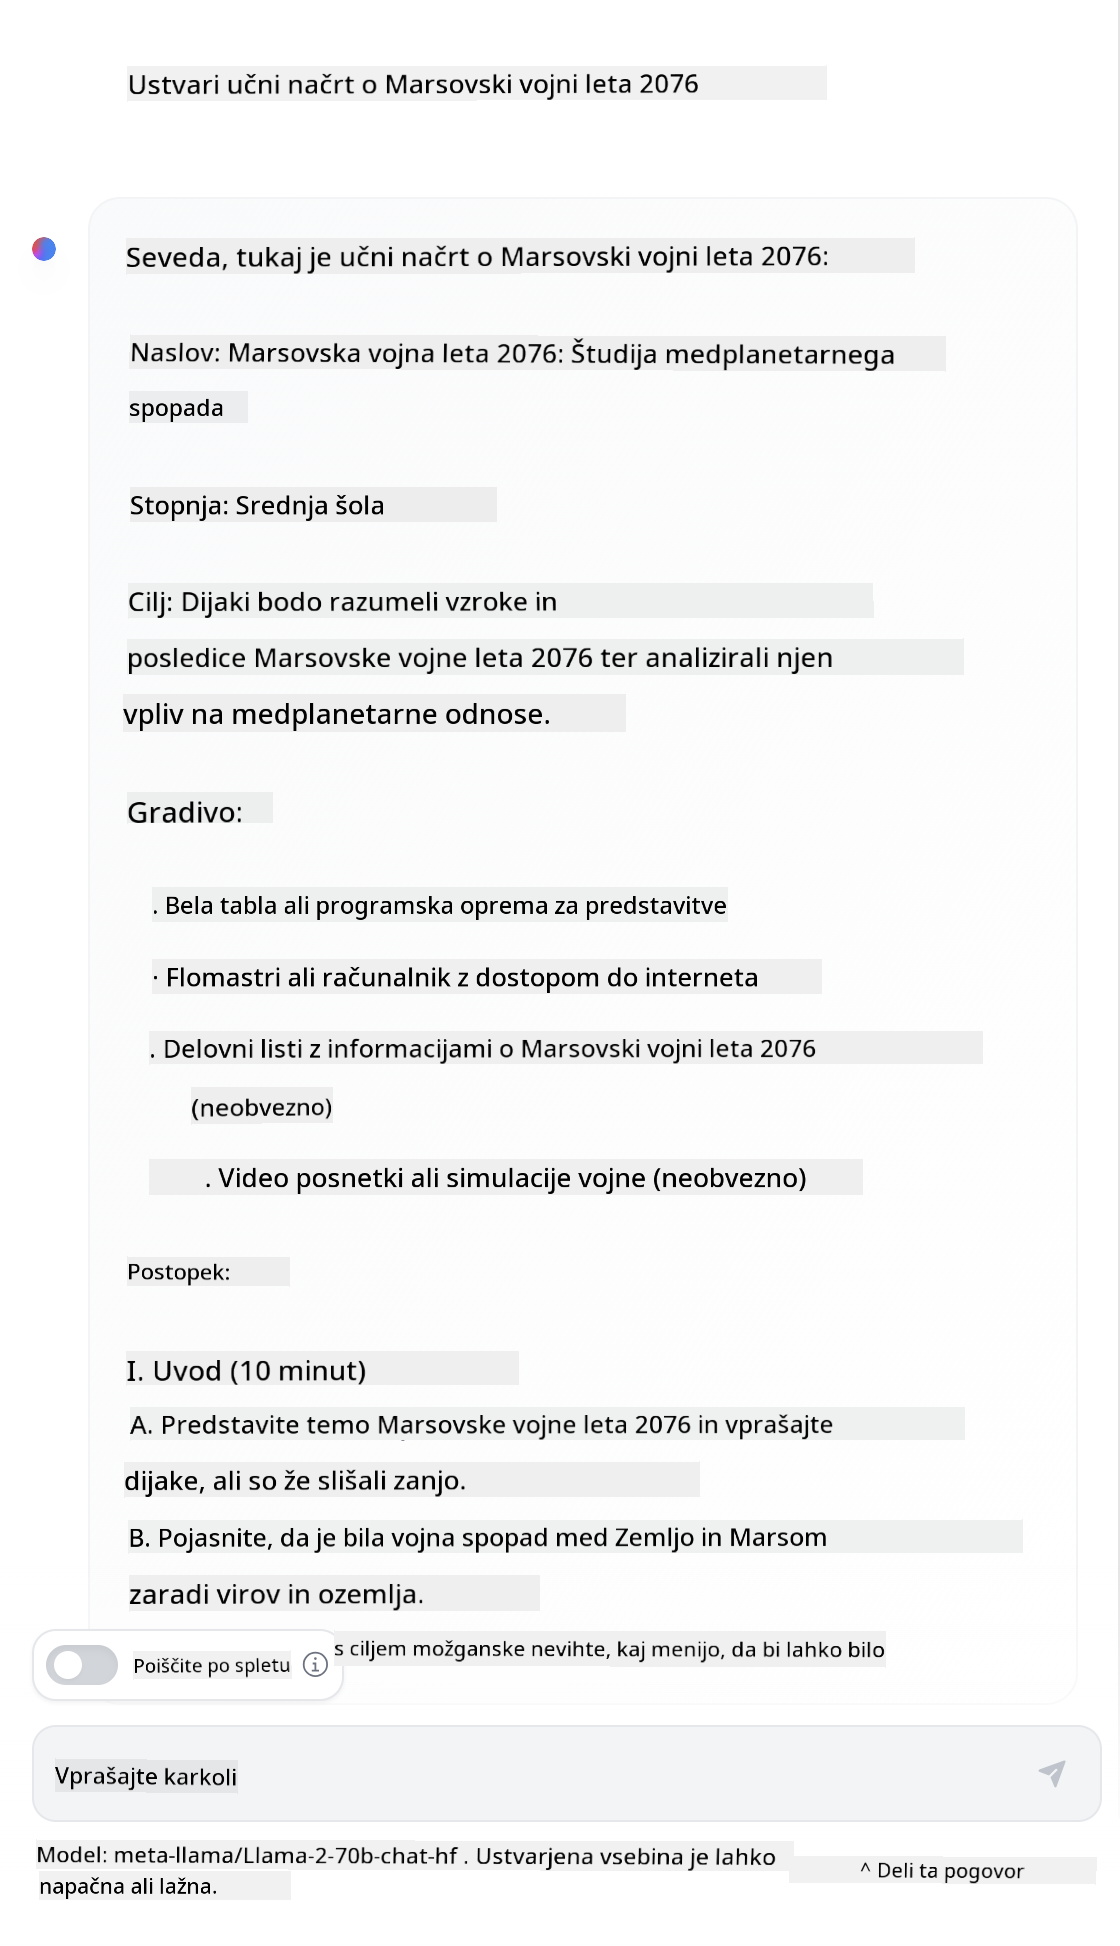 Ustvari učni načrt o Marsovski vojni leta 2076
Seveda, tukaj je učni načrt o Marsovski vojni leta 2076:
Naslov: Marsovska vojna leta 2076: Študija medplanetarnega
spopada
Stopnja: Srednja šola
Cilj: Dijaki bodo razumeli vzroke in
posledice Marsovske vojne leta 2076 ter analizirali njen
vpliv na medplanetarne odnose.
Gradivo:
. Bela tabla ali programska oprema za predstavitve
· Flomastri ali računalnik z dostopom do interneta
. Delovni listi z informacijami o Marsovski vojni leta 2076
(neobvezno)
. Video posnetki ali simulacije vojne (neobvezno)
Postopek:
I. Uvod (10 minut)
A. Predstavite temo Marsovske vojne leta 2076 in vprašajte
dijake, ali so že slišali zanjo.
B. Pojasnite, da je bila vojna spopad med Zemljo in Marsom
zaradi virov in ozemlja.
s ciljem možganske nevihte, kaj menijo, da bi lahko bilo
Poiščite po spletu
Vprašajte karkoli
Model: meta-llama/Llama-2-70b-chat-hf . Ustvarjena vsebina je lahko
napačna ali lažna.
^ Deli ta pogovor